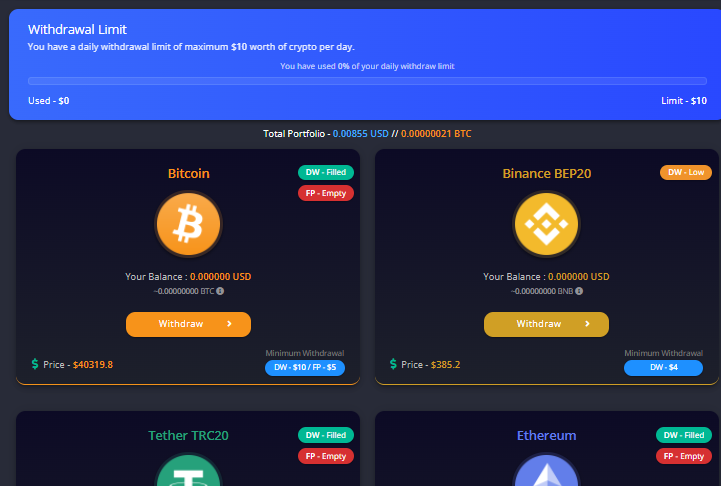 Withdrawal Limit
You have a daily withdrawal limit of maximum $10 worth of crypto per day.
You have used 0% of your daily withdraw limit
Used - $0
Limit - $10
Total Portfolio - 0.00855 USD // 0.00000021 BTC
Bitcoin
DW - Filled
FP - Empty
Your Balance : 0.000000 USD
~0.00000000 BTC
Withdraw
$ Price - $40319.8
Minimum Withdrawal
DW - $10 / FP - $5
Binance BEP20
DW - Low
Your Balance : 0.000000 USD
~0.00000000 BNB
Withdraw
$ Price - $385.2
Minimum Withdrawal
DW - $4
Tether TRC20
DW - Filled
FP - Empty
Ethereum
DW - Filled
FP - Empty